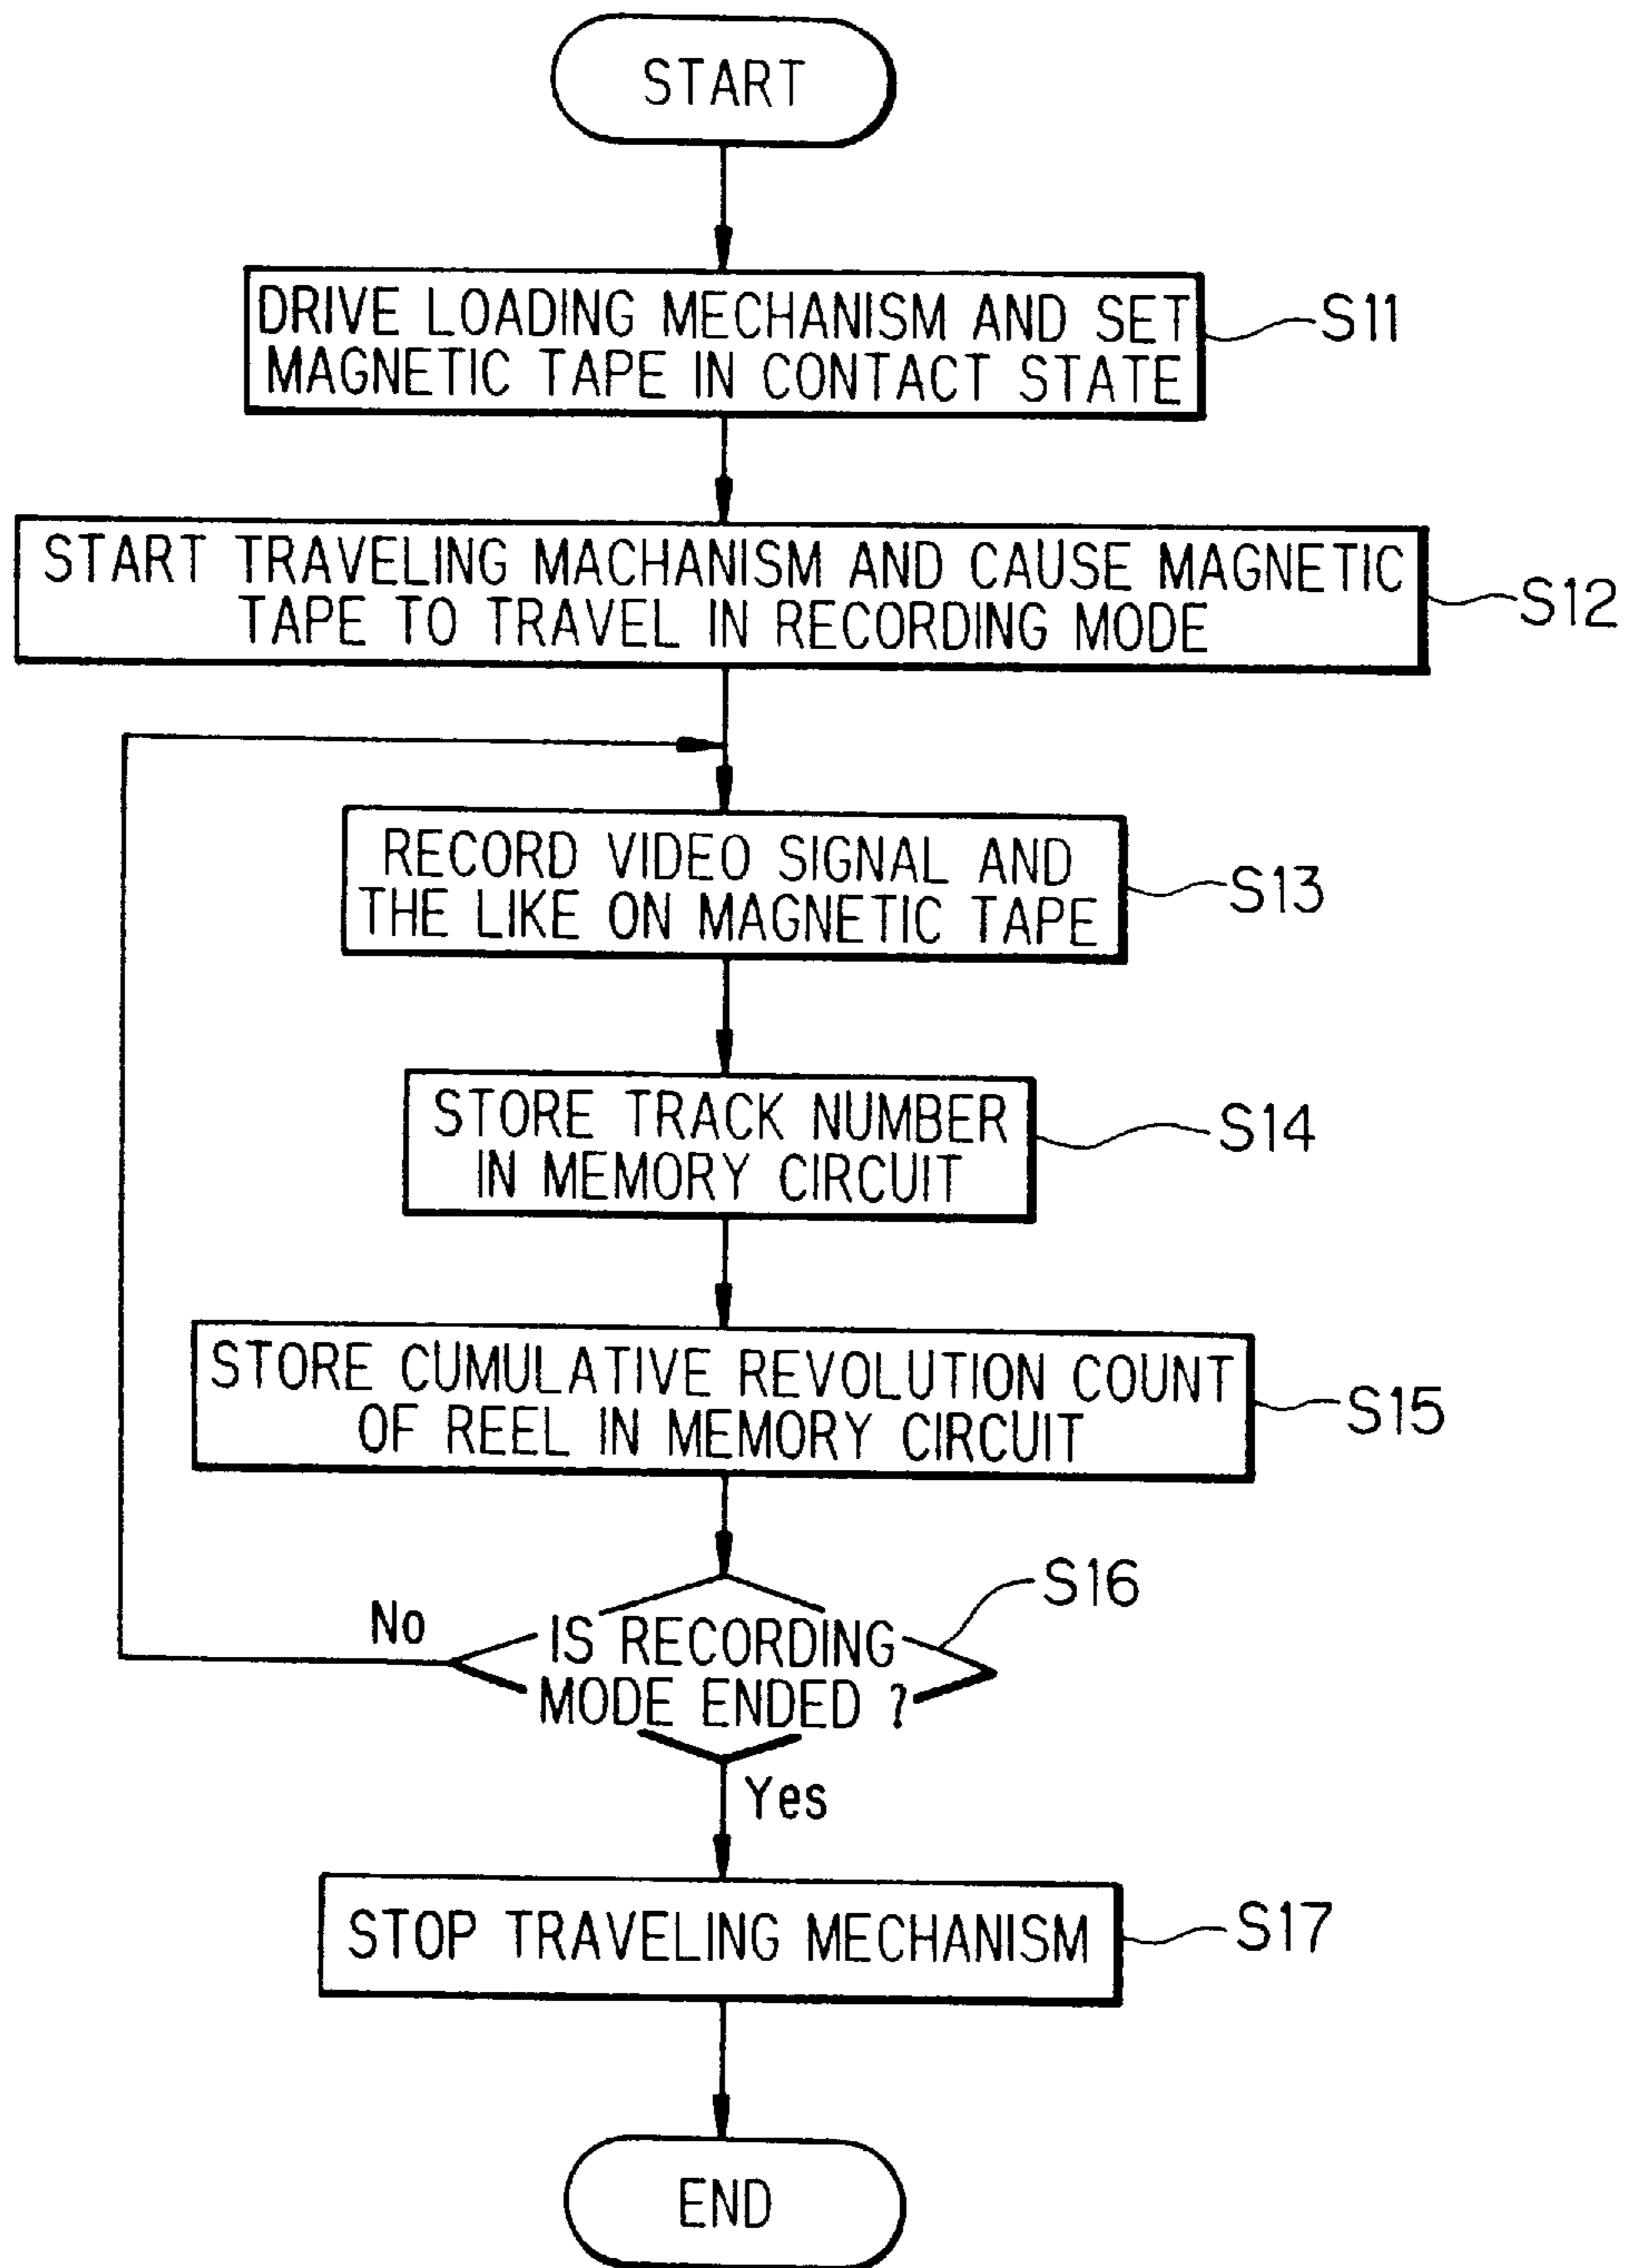 START
DRIVE LOADING MECHANISM AND SET
MAGNETIC TAPE IN CONTACT STATE
S11
START TRAVELING MACHANISM AND CAUSE MAGNETIC
TAPE TO TRAVEL IN RECORDING MODE
S12
RECORD VIDEO SIGNAL AND
THE LIKE ON MAGNETIC TAPE
S13
STORE TRACK NUMBER
IN MEMORY CIRCUIT
S14
STORE CUMULATIVE REVOLUTION COUNT
OF REEL IN MEMORY CIRCUIT
S15
S16
No
IS RECORDING
MODE ENDED ?
Yes
STOP TRAVELING MECHANISM
S17
END